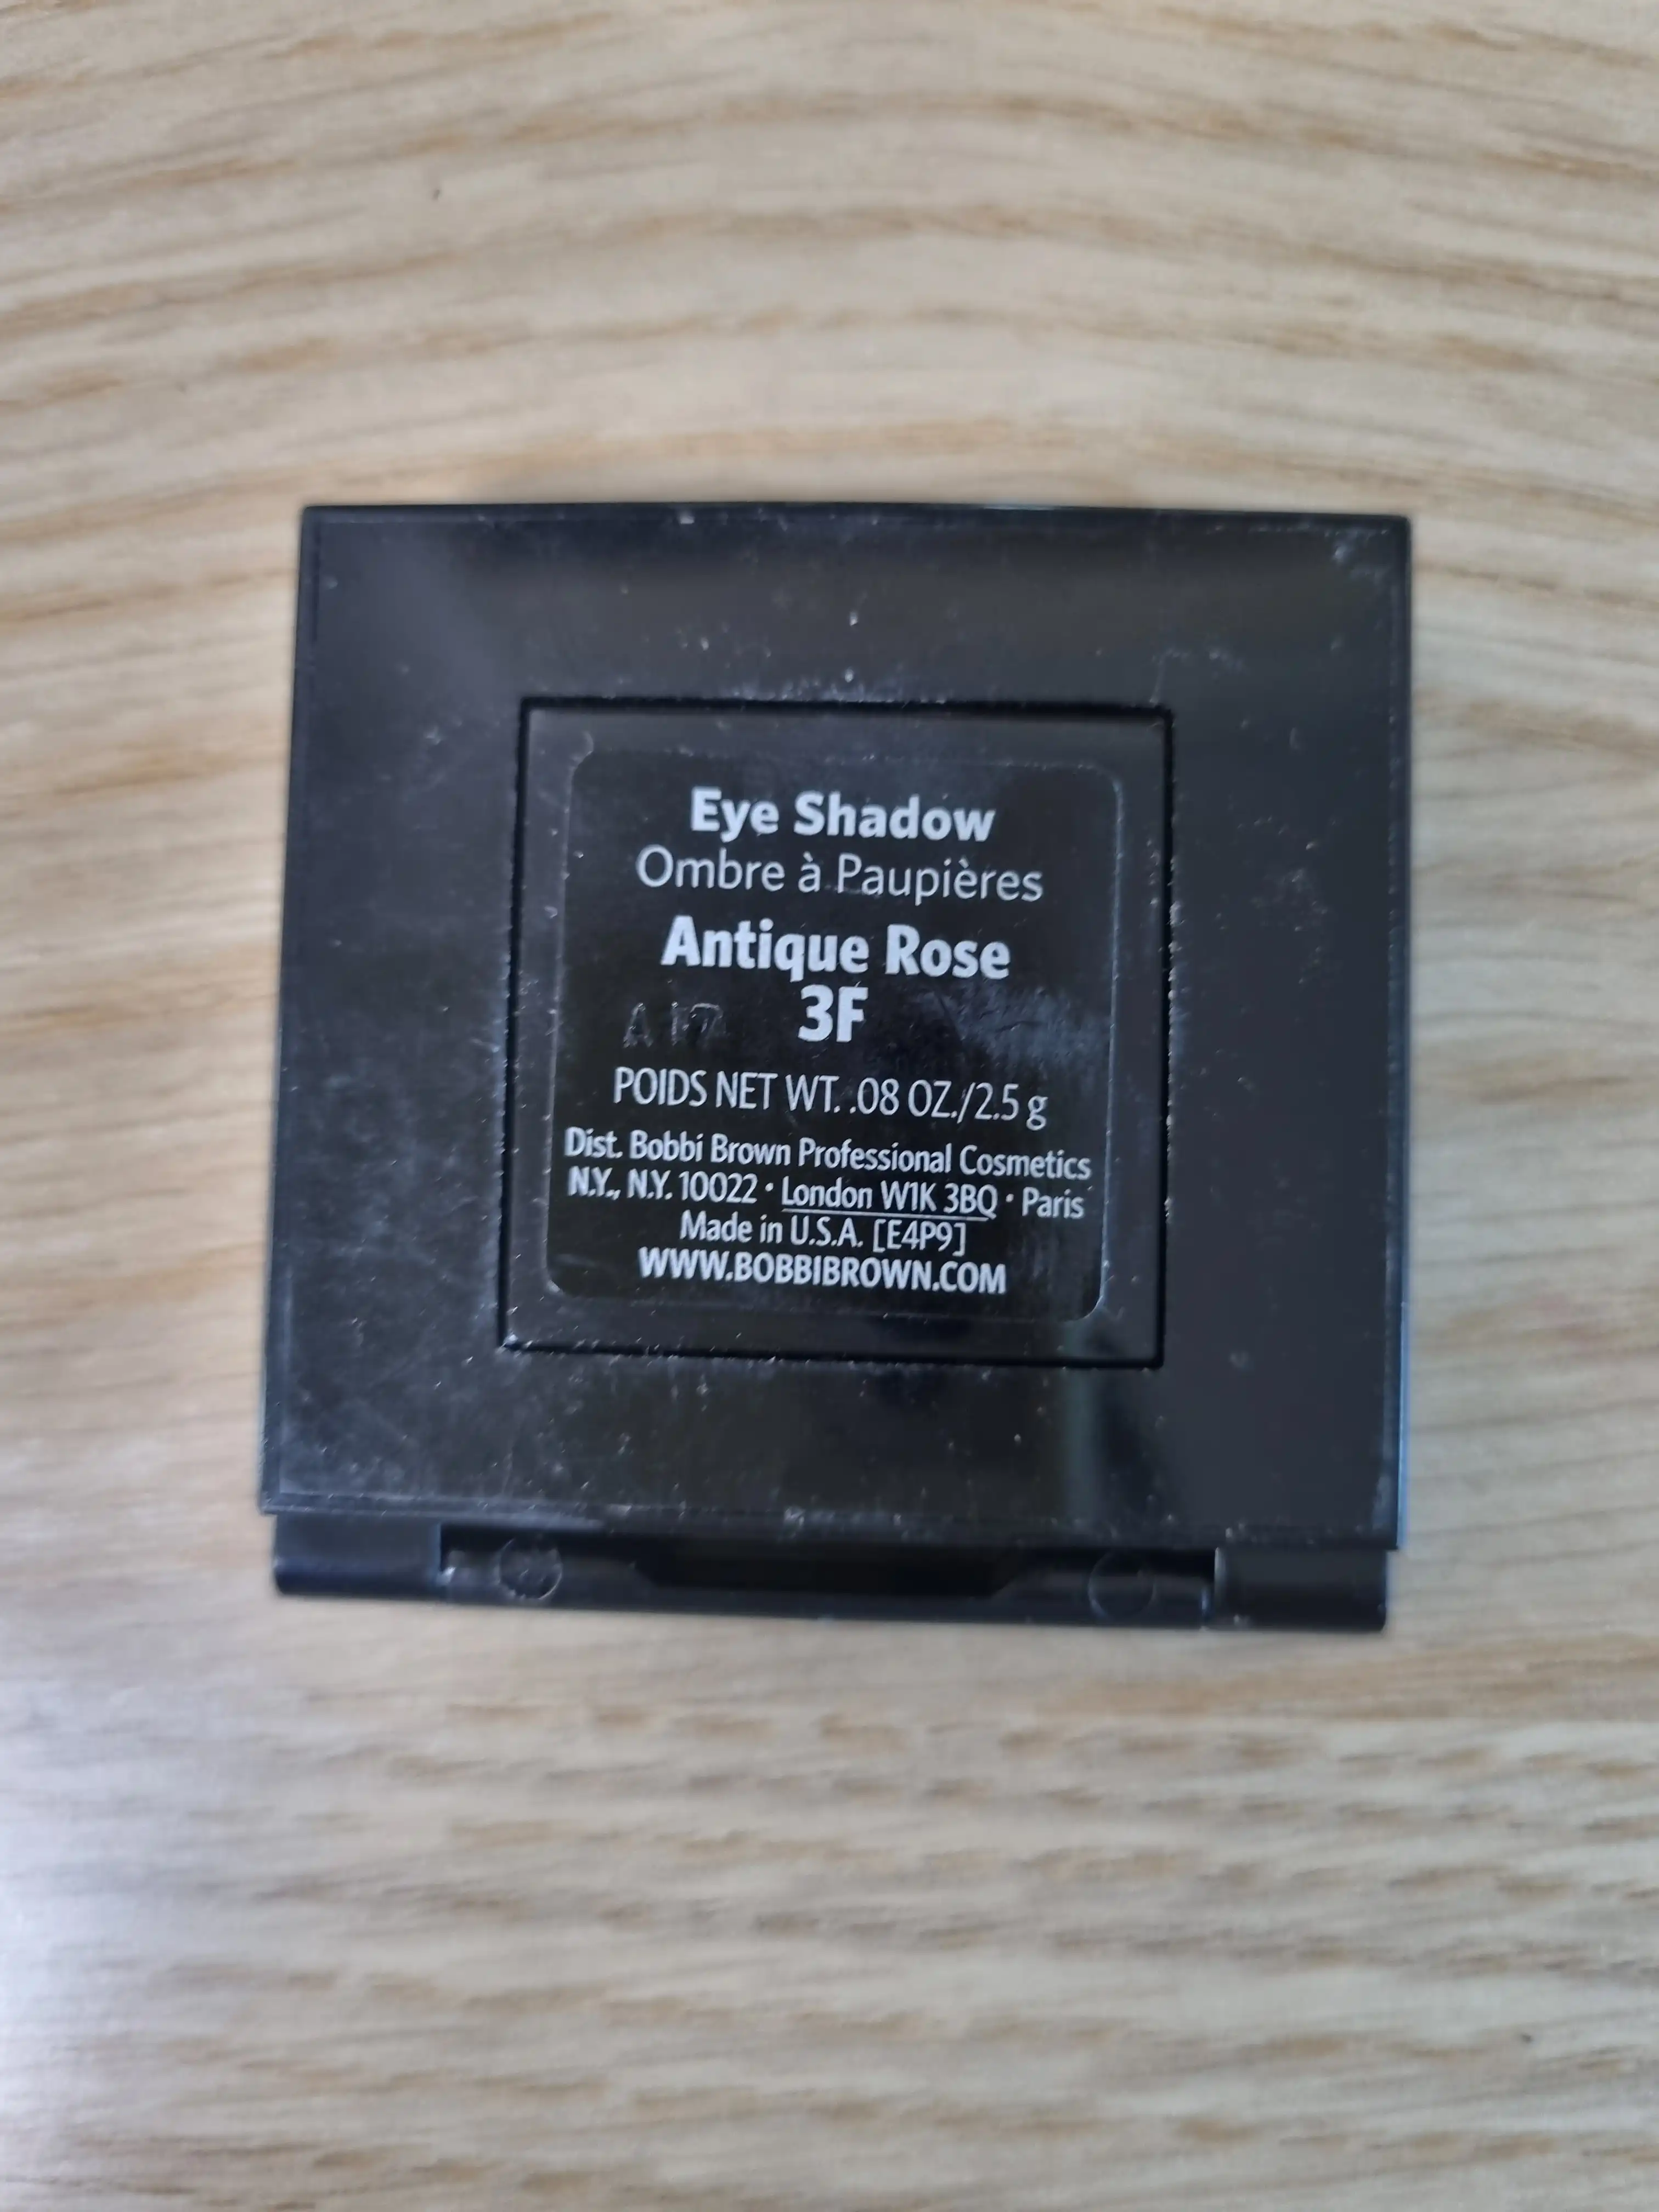 Eye Shadow
Ombre à Paupières
Antique Rose
3F
POIDS NET WT. .08 OZ./2.5 g
Dist. Bobbi Brown Professional Cosmetics
N.Y., N.Y. 10022 • London W1K 3BQ • Paris
Made in U.S.A. [E4P9]
WWW.BOBBIBROWN.COM